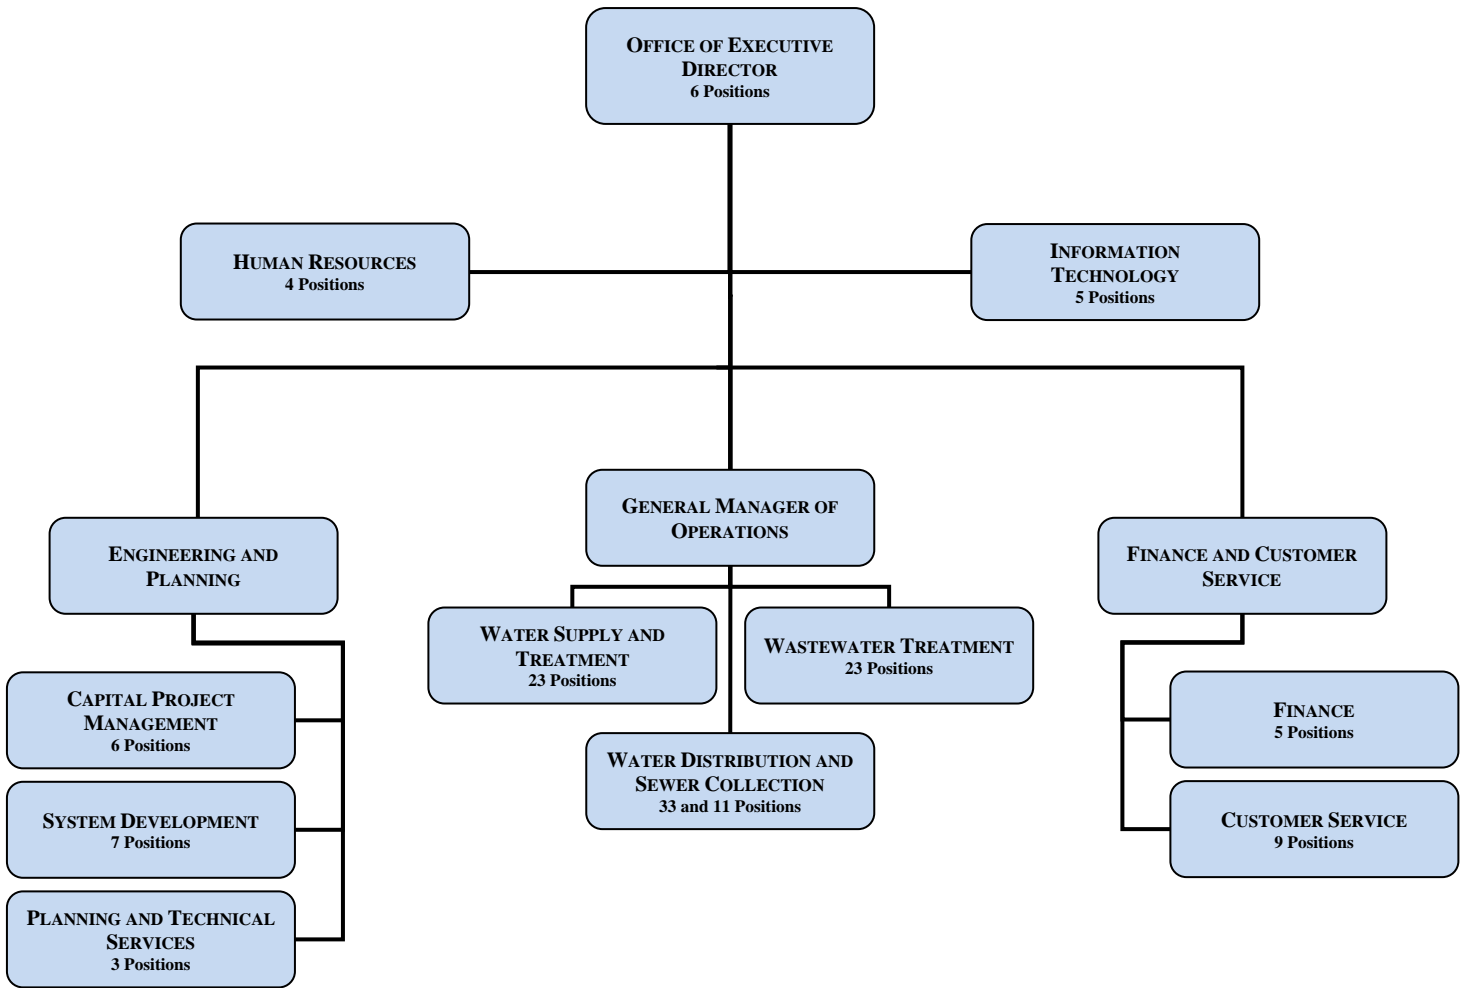 OFFICE OF EXECUTIVE
DIRECTOR
6 Positions
HUMAN RESOURCES
4 Positions
INFORMATION
TECHNOLOGY
5 Positions
GENERAL MANAGER OF
OPERATIONS
ENGINEERING AND
PLANNING
FINANCE AND CUSTOMER
SERVICE
WATER SUPPLY AND
TREATMENT
23 Positions
WASTEWATER TREATMENT
23 Positions
CAPITAL PROJECT
MANAGEMENT
6 Positions
FINANCE
5 Positions
WATER DISTRIBUTION AND
SEWER COLLECTION
33 and 11 Positions
SYSTEM DEVELOPMENT
7 Positions
CUSTOMER SERVICE
9 Positions
PLANNING AND TECHNICAL
SERVICES
3 Positions